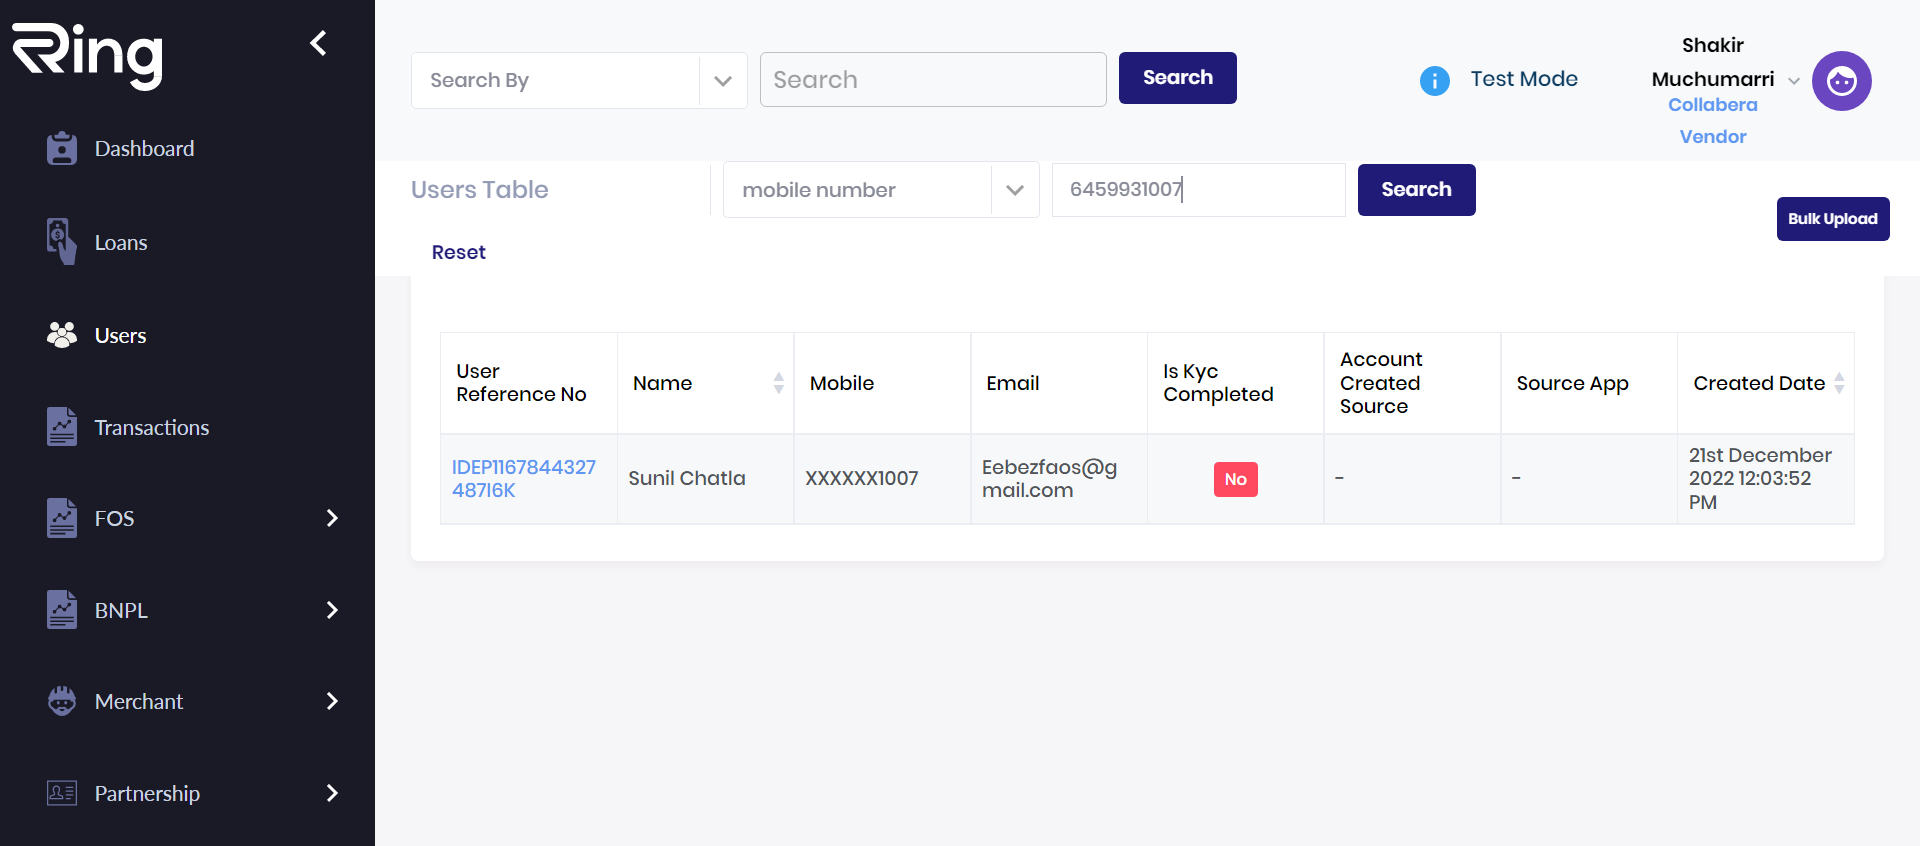 Ring
Dashboard
Loans
Users
Transactions
FOS
BNPL
Merchant
Partnership
Search By
Search
Search
Test Mode
Shakir
Muchumarri
Collabera
Vendor
Users Table
mobile number
6459931007
Search
Bulk Upload
Reset
User
Reference No
Name
Mobile
Email
Is Kyc
Completed
Account
Created
Source
Source App
Created Date
IDEP1167844327
487I6K
Sunil Chatla
XXXXXX1007
Eebezfaos@g
mail.com
No
-
-
21st December
2022 12:03:52
PM